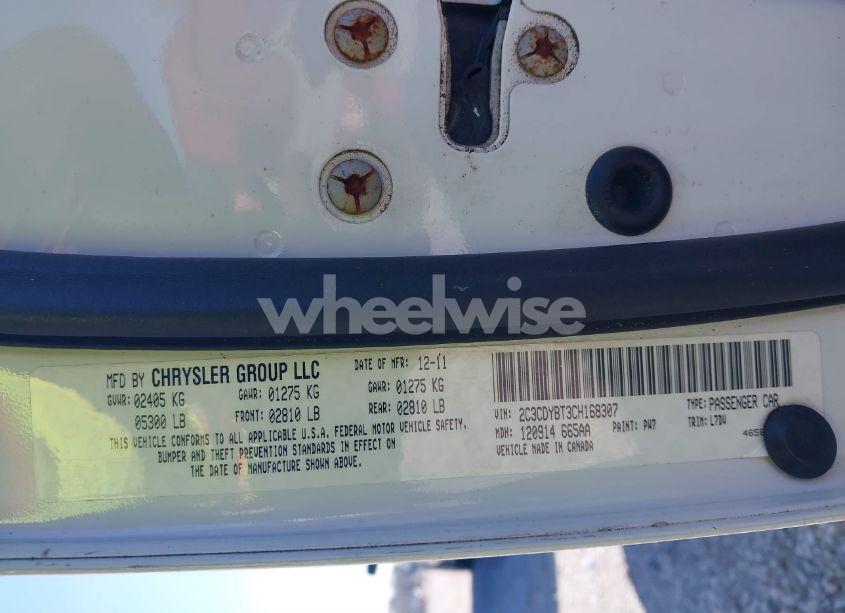 wheelwise
MFD BY CHRYSLER GROUP LLC DATE OF MFR: 12-11
GVWR: 02405 KG GAWR: 01275 KG GAWR: 01275 KG
05300 LB FRONT: 02810 LB REAR: 02810 LB
THIS VEHICLE CONFORMS TO ALL APPLICABLE U.S.A. FEDERAL MOTOR VEHICLE SAFETY,
BUMPER AND THEFT PREVENTION STANDARDS IN EFFECT ON
THE DATE OF MANUFACTURE SHOWN ABOVE.
VIN: 2C3CDYBT3CH168307 TYPE: PASSENGER CAR
MDH: 120914 665AA PAINT: PW7 TRIM: L7DV
VEHICLE MADE IN CANADA